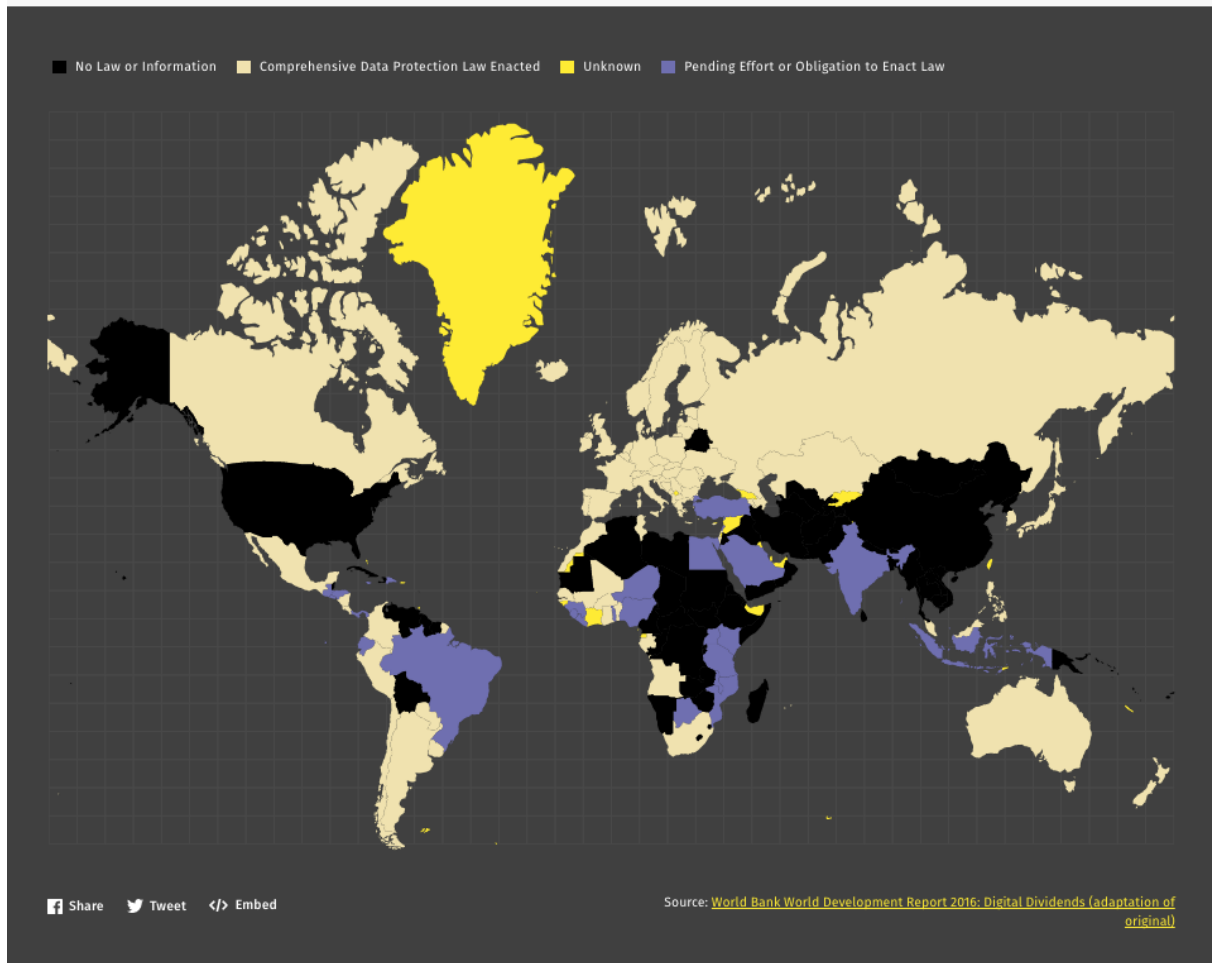 No Law or Information Comprehensive Data Protection Law Enacted Unknown Pending Effort or Obligation to Enact Law
Share Tweet </> Embed
Source: World Bank World Development Report 2016: Digital Dividends (adaptation of
original)